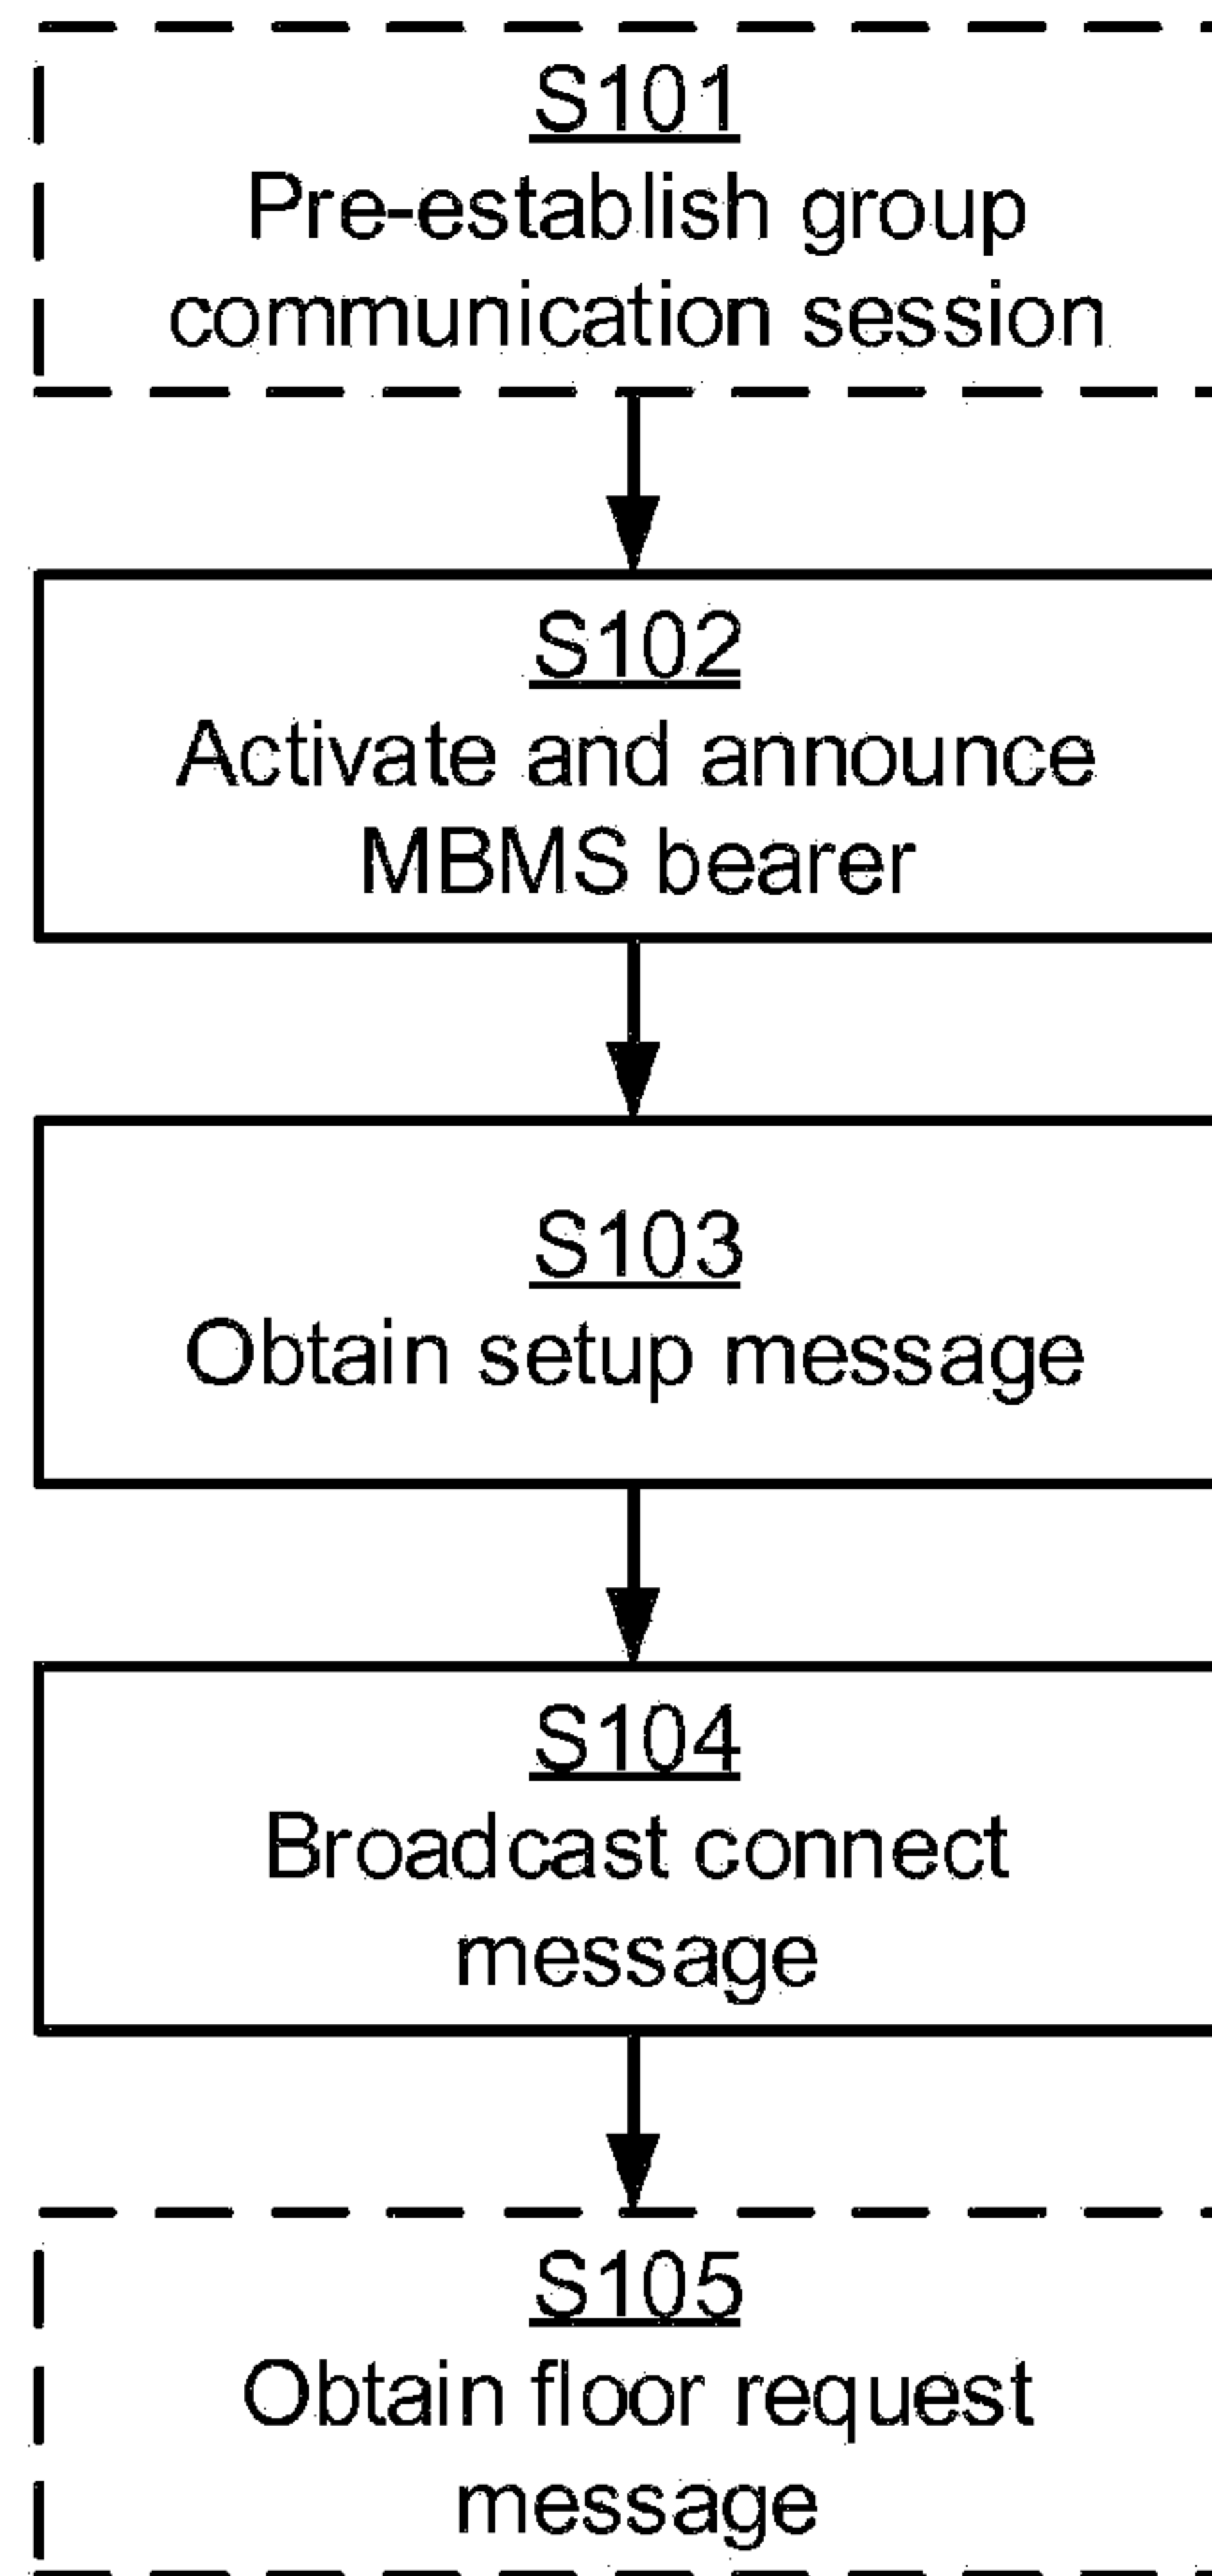 S101
Pre-establish group
communication session
S102
Activate and announce
MBMS bearer
S103
Obtain setup message
S104
Broadcast connect
message
S105
Obtain floor request
message